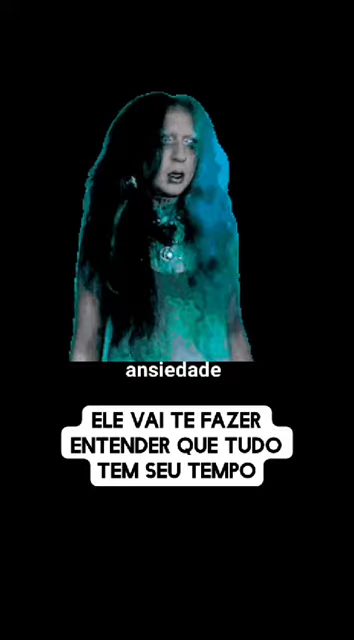 ansiedade
ELE VAI TE FAZER
ENTENDER QUE TUDO
TEM SEU TEMPO